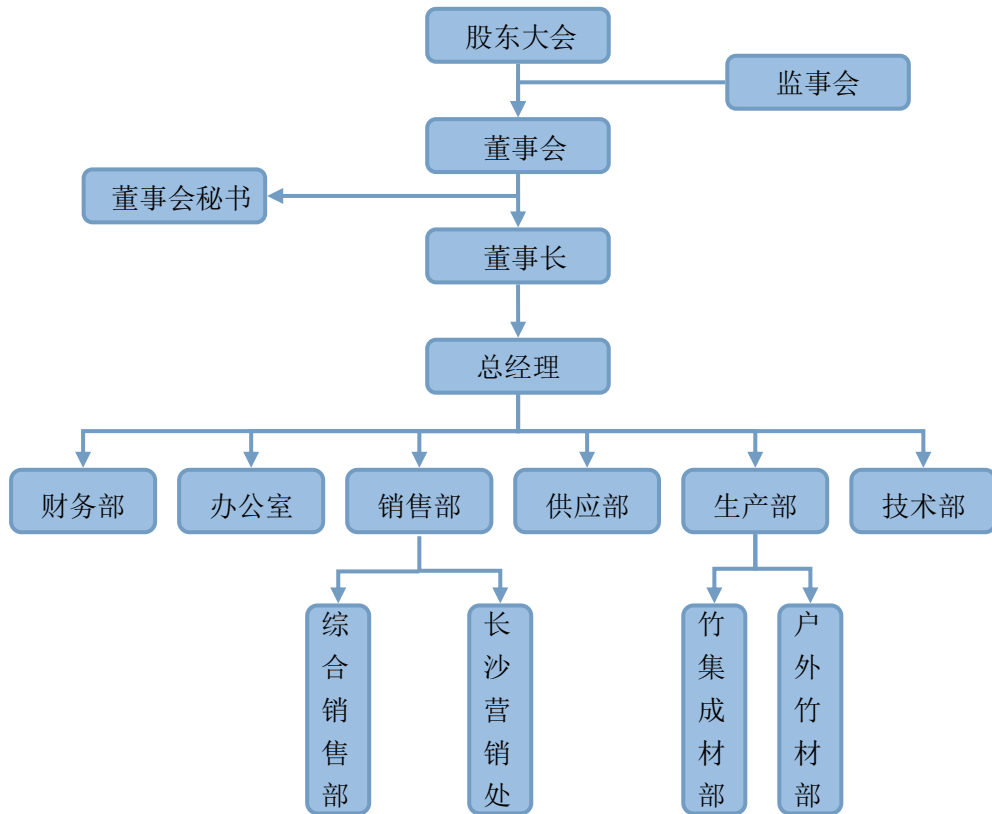 股东大会
监事会
董事会
董事会秘书
董事长
总经理
财务部
办公室
销售部
供应部
生产部
技术部
综合销售部
长沙营销处
竹集成材部
户外竹材部